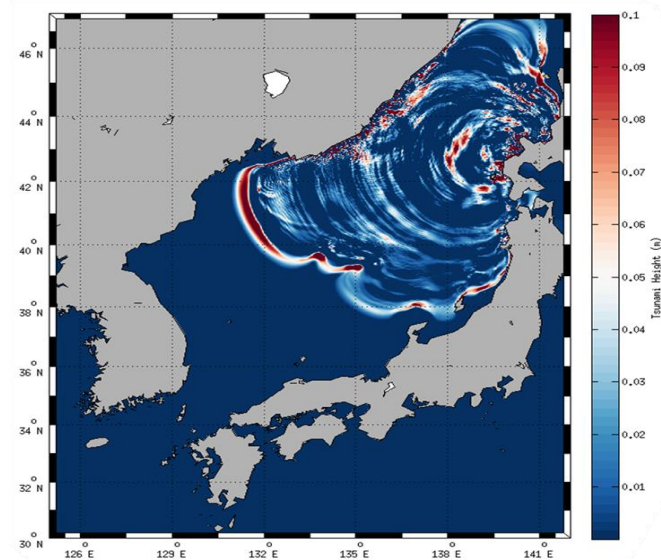 46 N
44 N
42 N
40 N
38 N
36 N
34 N
32 N
30 N
126 E
129 E
132 E
135 E
138 E
141 E
0.1
0.09
0.08
0.07
0.06
0.05
0.04
0.03
0.02
0.01
Tsunami Height (m)